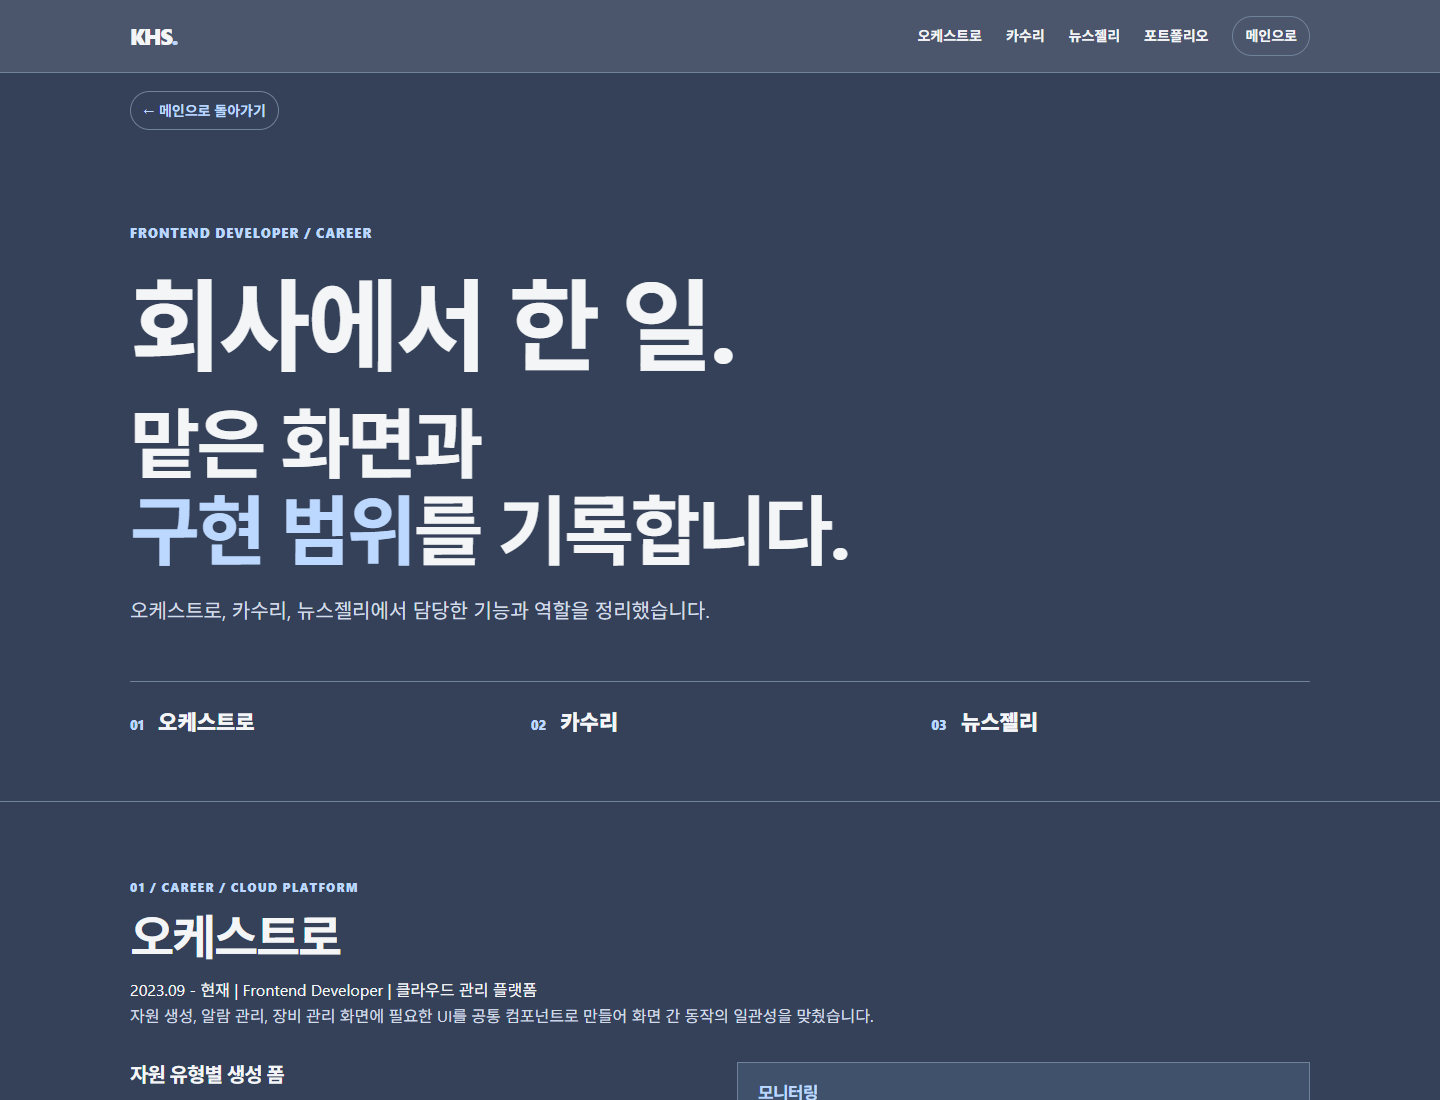 KHS.
오케스트로 카수리 뉴스젤리 포트폴리오 메인으로
← 메인으로 돌아가기
FRONTEND DEVELOPER / CAREER
회사에서 한 일.
맡은 화면과
구현 범위를 기록합니다.
오케스트로, 카수리, 뉴스젤리에서 담당한 기능과 역할을 정리했습니다.
01 오케스트로
02 카수리
03 뉴스젤리
01 / CAREER / CLOUD PLATFORM
오케스트로
2023.09 - 현재 | Frontend Developer | 클라우드 관리 플랫폼
자원 생성, 알람 관리, 장비 관리 화면에 필요한 UI를 공통 컴포넌트로 만들어 화면 간 동작의 일관성을 맞췄습니다.
자원 유형별 생성 폼
모니터링